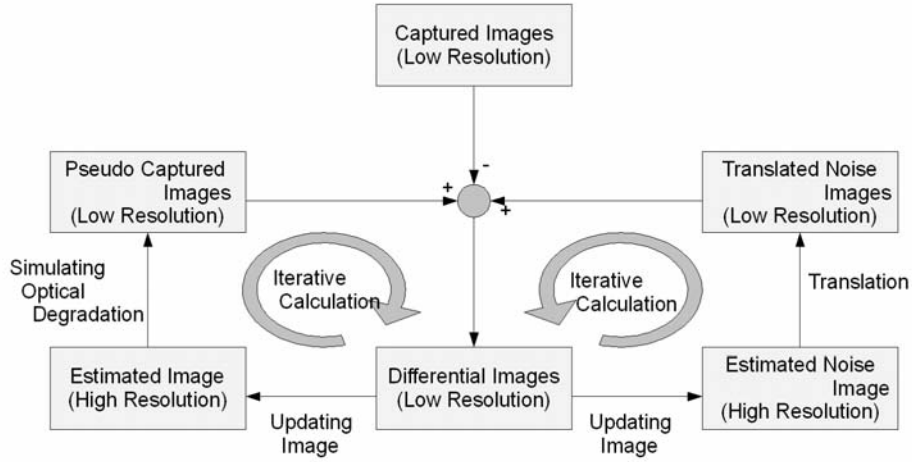 Captured Images
(Low Resolution)
-
Pseudo Captured
Images
(Low Resolution)
+
+
Translated Noise
Images
(Low Resolution)
Simulating
Optical
Degradation
Iterative
Calculation
Iterative
Calculation
Translation
Estimated Image
(High Resolution)
Differential Images
(Low Resolution)
Estimated Noise
Image
(High Resolution)
Updating
Image
Updating
Image